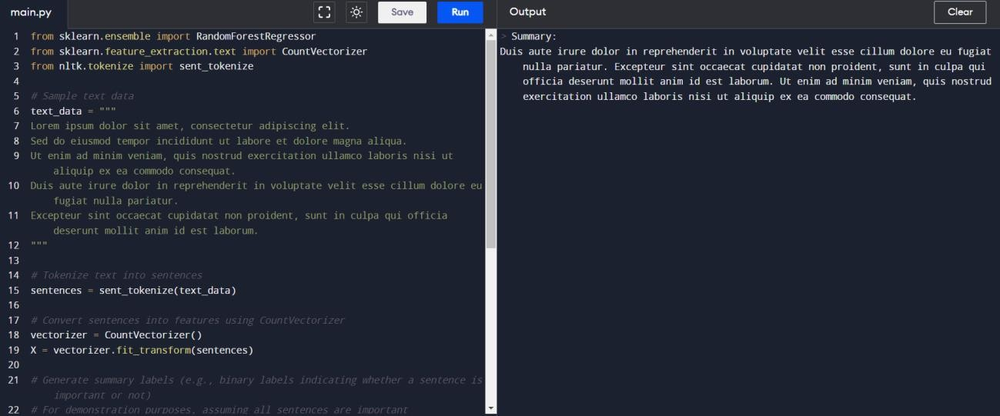 main.py
Save
Run
Output
Clear
1 from sklearn.ensemble import RandomForestRegressor
2 from sklearn.feature_extraction.text import CountVectorizer
3 from nltk.tokenize import sent_tokenize
4
5 # Sample text data
6 text_data = """
7 Lorem ipsum dolor sit amet, consectetur adipiscing elit.
8 Sed do eiusmod tempor incididunt ut labore et dolore magna aliqua.
9 Ut enim ad minim veniam, quis nostrud exercitation ullamco laboris nisi ut
aliquip ex ea commodo consequat.
10 Duis aute irure dolor in reprehenderit in voluptate velit esse cillum dolore eu
fugiat nulla pariatur.
11 Excepteur sint occaecat cupidatat non proident, sunt in culpa qui officia
deserunt mollit anim id est laborum.
12 """
13
14 # Tokenize text into sentences
15 sentences = sent_tokenize(text_data)
16
17 # Convert sentences into features using CountVectorizer
18 vectorizer = CountVectorizer()
19 X = vectorizer.fit_transform(sentences)
20
21 # Generate summary labels (e.g., binary labels indicating whether a sentence is
important or not)
22 # For demonstration purposes, assuming all sentences are important
> Summary:
Duis aute irure dolor in reprehenderit in voluptate velit esse cillum dolore eu fugiat
nulla pariatur. Excepteur sint occaecat cupidatat non proident, sunt in culpa qui
officia deserunt mollit anim id est laborum. Ut enim ad minim veniam, quis nostrud
exercitation ullamco laboris nisi ut aliquip ex ea commodo consequat.